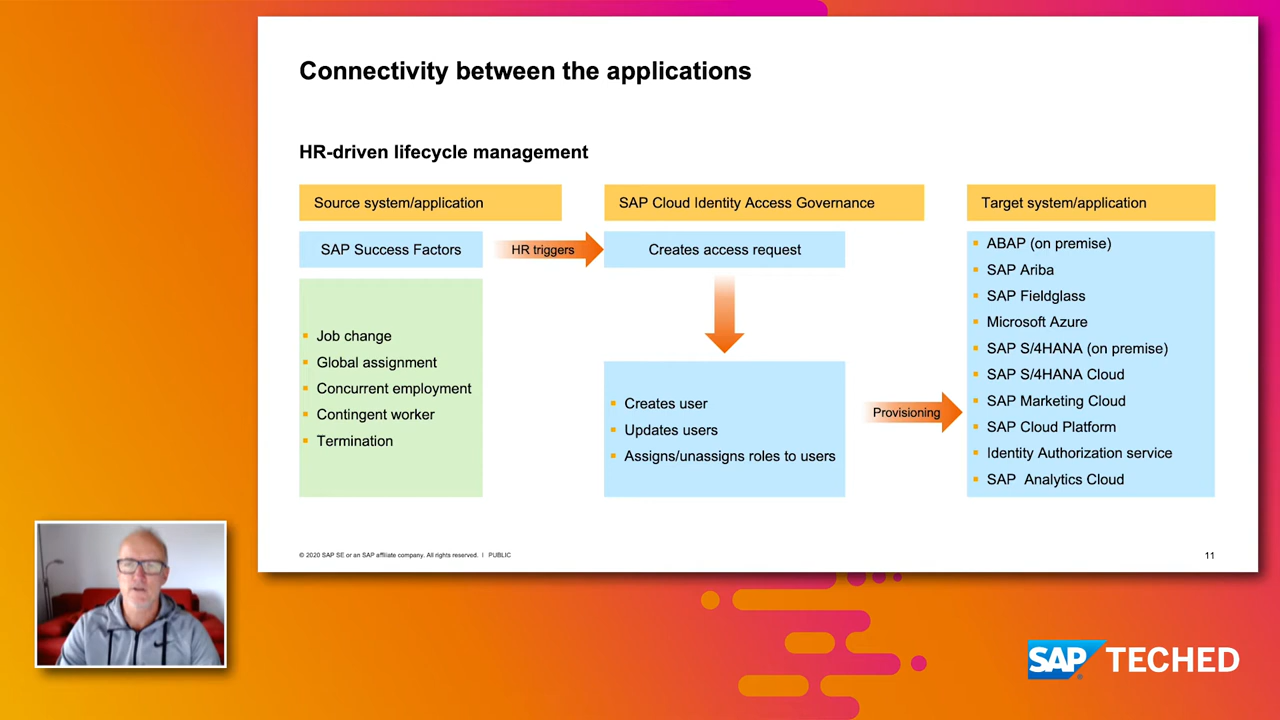 Connectivity between the applications
HR-driven lifecycle management
Source system/application
SAP Cloud Identity Access Governance
Target system/application
SAP Success Factors
HR triggers
Creates access request
Job change
Global assignment
Concurrent employment
Contingent worker
Termination
Creates user
Updates users
Assigns/unassigns roles to users
Provisioning
ABAP (on premise)
SAP Ariba
SAP Fieldglass
Microsoft Azure
SAP S/4HANA (on premise)
SAP S/4HANA Cloud
SAP Marketing Cloud
SAP Cloud Platform
Identity Authorization service
SAP Analytics Cloud
© 2020 SAP SE or an SAP affiliate company. All rights reserved. | PUBLIC
11
SAP TECHED